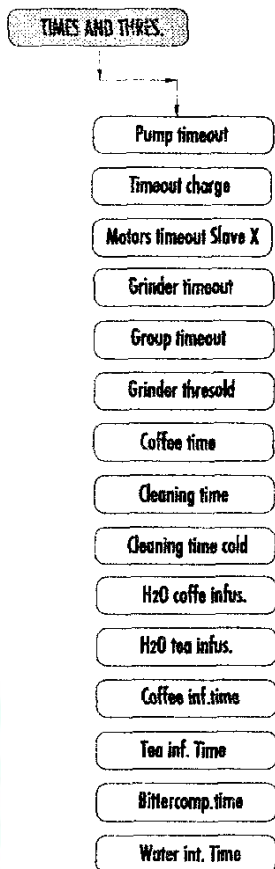 TIMES AND THRES.
Pump timeout
Timeout charge
Motors timeout Slave X
Grinder timeout
Group timeout
Grinder thresold
Coffee time
Cleaning time
Cleaning time cold
H2O coffe infus.
H2O tea infus.
Coffee inf.time
Tea inf. Time
Bittercomp.time
Water int. Time